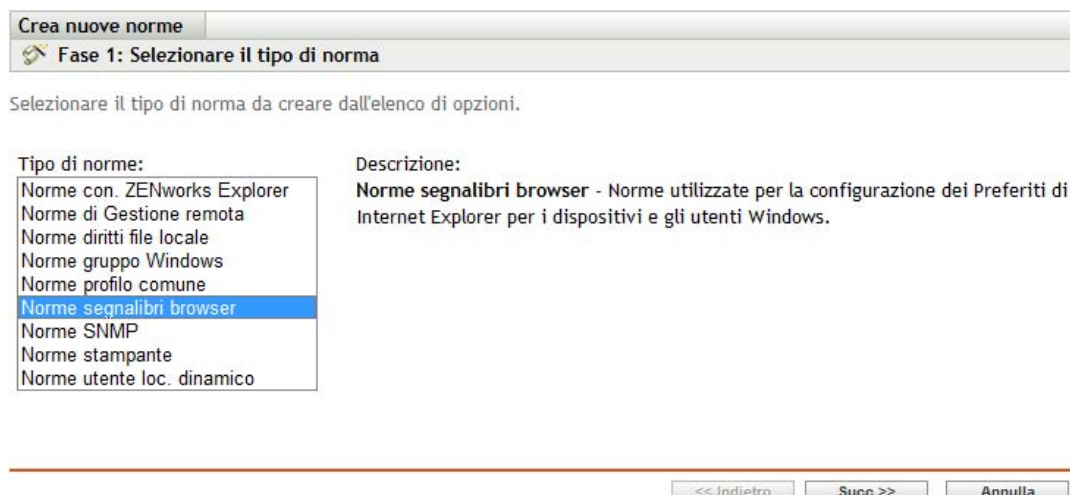 Crea nuove norme
Fase 1: Selezionare il tipo di norma
Selezionare il tipo di norma da creare dall'elenco di opzioni.
Tipo di norme:
Norme con. ZENworks Explorer
Norme di Gestione remota
Norme diritti file locale
Norme gruppo Windows
Norme profilo comune
Norme segnalibri browser
Norme SNMP
Norme stampante
Norme utente loc. dinamico
Descrizione:
Norme segnalibri browser - Norme utilizzate per la configurazione dei Preferiti di
Internet Explorer per i dispositivi e gli utenti Windows.
<< Indietro
Succ >>
Annulla